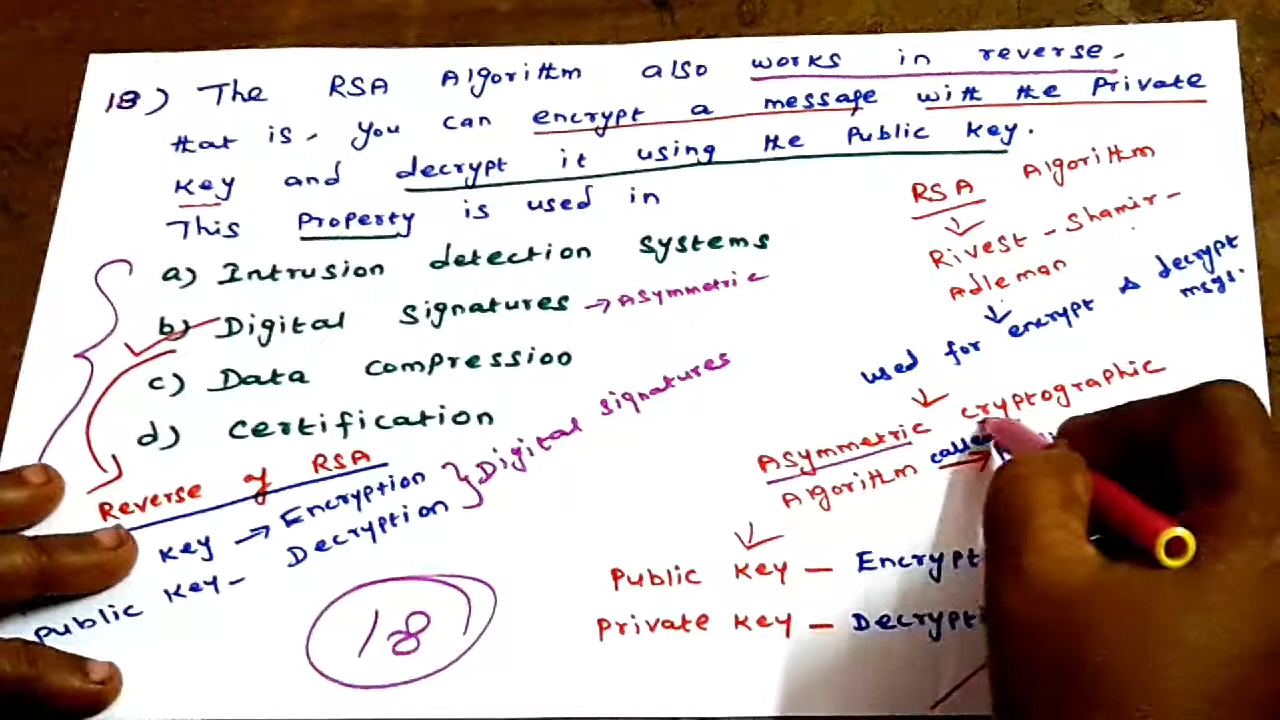 18) The RSA Algorithm also works in reverse.
that is, you can encrypt a message with the Private
Key and decrypt it using the Public Key.
This Property is used in
a) Intrusion detection systems
b) Digital signatures → Asymmetric
c) Data compression
d) certification
Reverse of RSA
Key → Encryption
Public Key - Decryption
} Digital signatures
18
RSA Algorithm
↓
Rivest - Shamir -
Adleman
↓
used for encrypt & decrypt
msgs.
↓
Asymmetric cryptographic
Algorithm called →
↓
Public Key - Encrypt
Private Key - Decrypt